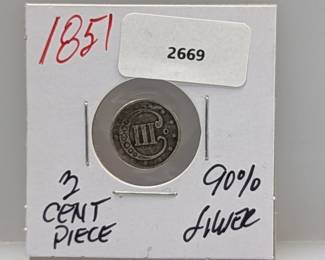 1851
2669
III
3
CENT
PIECE
90%
SILVER